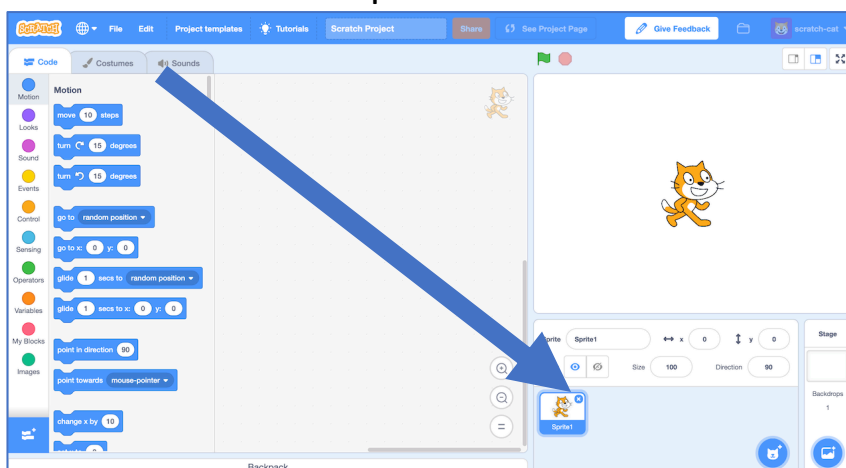 SCRATCH File Edit Project templates Tutorials Scratch Project Share See Project Page Give Feedback scratch-cat
Code Costumes Sounds
Motion
Looks
Sound
Events
Control
Sensing
Operators
Variables
My Blocks
Images
Motion
move 10 steps
turn 15 degrees
turn 15 degrees
go to random position
go to x: 0 y: 0
glide 1 secs to random position
glide 1 secs to x: 0 y: 0
point in direction 90
point towards mouse-pointer
change x by 10
Backpack
Sprite1 x 0 y 0
Size 100 Direction 90
Sprite1
Stage
Backdrops
1